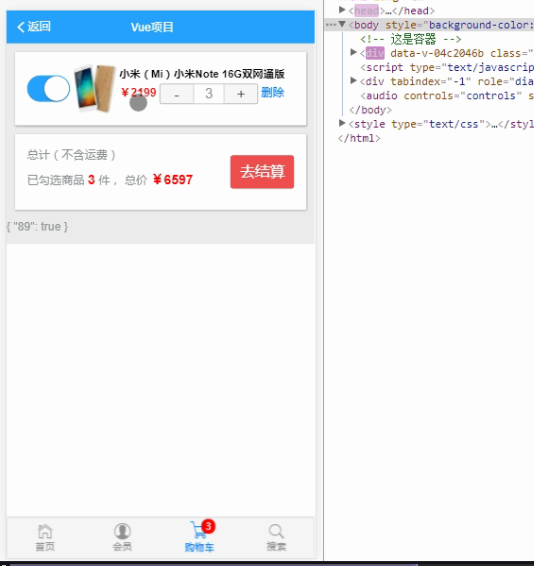 返回
Vue项目
小米（Mi）小米Note 16G双网通版
￥2199
- 3 + 删除
总计（不含运费）
已勾选商品 3 件， 总价 ￥6597
去结算
{ "89": true }
首页
会员
3
购物车
搜索
▶<head>…</head>
…▼<body style="background-color:
<!-- 这是容器 -->
▶<div data-v-04c2046b class="
<script type="text/javascrip
▶<div tabindex="-1" role="dia
<audio controls="controls" s
</body>
▶<style type="text/css">…</styl
</html>